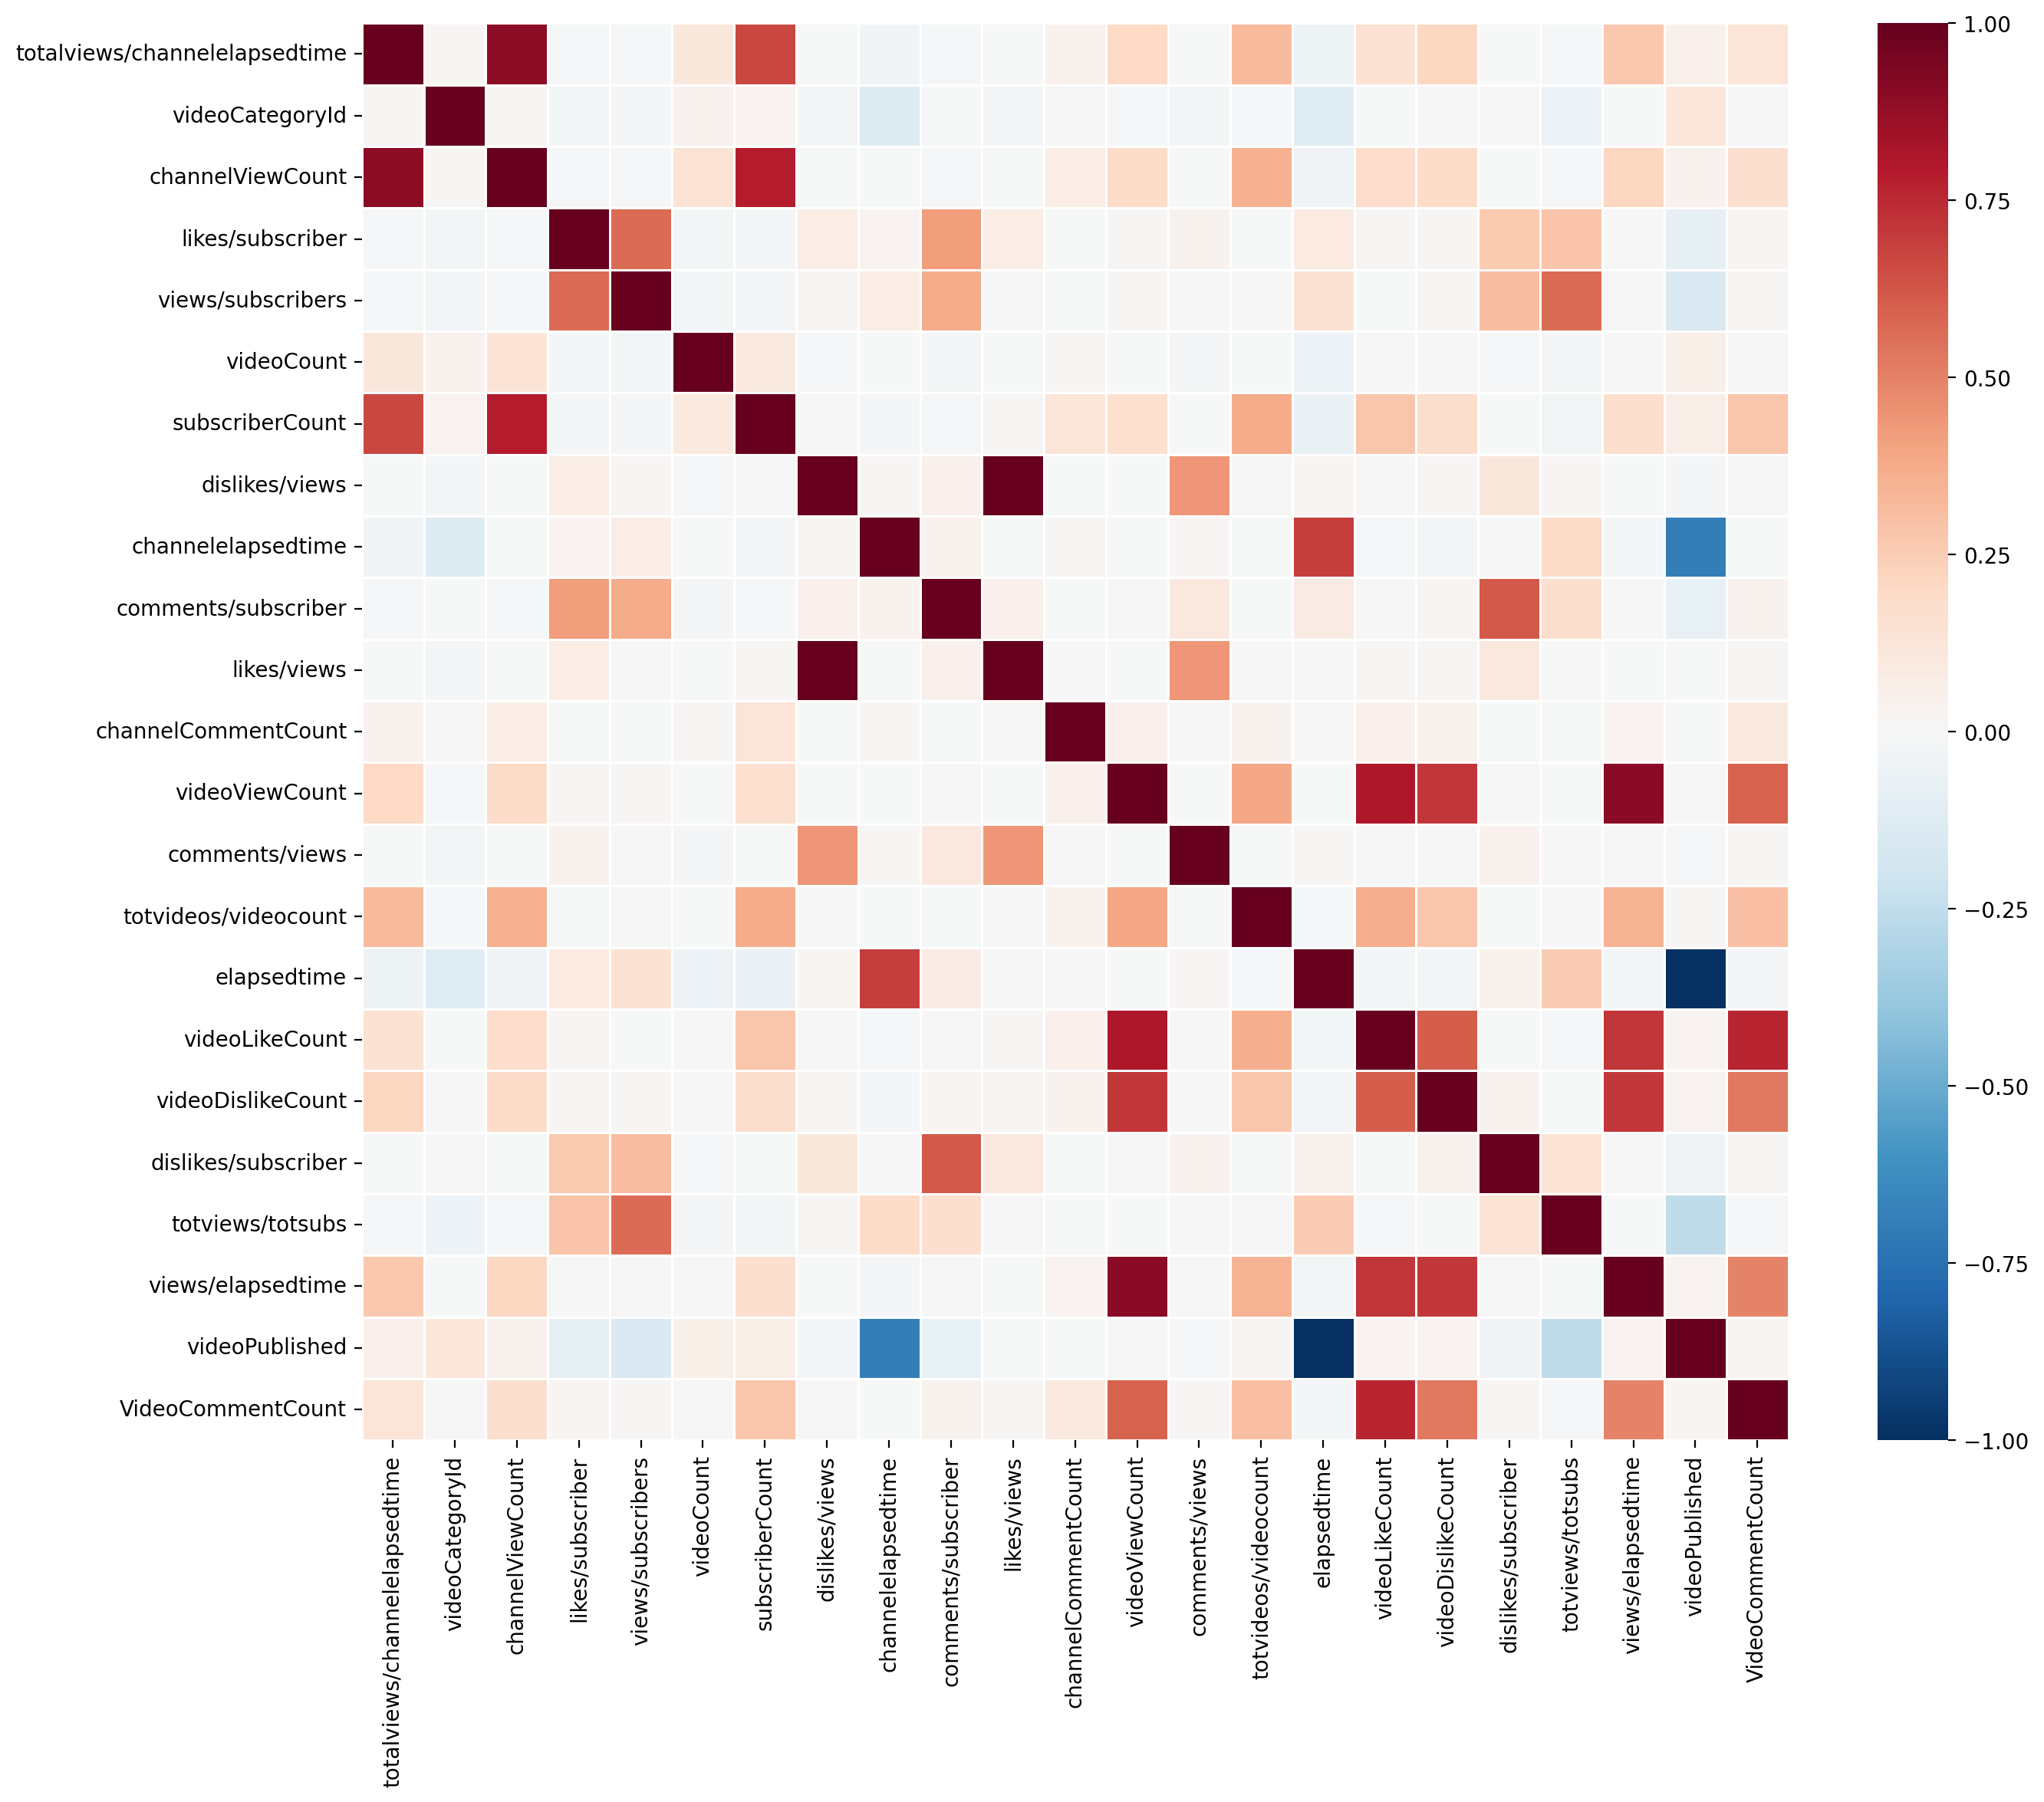 totalviews/channelelapsedtime
videoCategoryId
channelViewCount
likes/subscriber
views/subscribers
videoCount
subscriberCount
dislikes/views
channelelapsedtime
comments/subscriber
likes/views
channelCommentCount
videoViewCount
comments/views
totvideos/videocount
elapsedtime
videoLikeCount
videoDislikeCount
dislikes/subscriber
totviews/totsubs
views/elapsedtime
videoPublished
VideoCommentCount
totalviews/channelelapsedtime
videoCategoryId
channelViewCount
likes/subscriber
views/subscribers
videoCount
subscriberCount
dislikes/views
channelelapsedtime
comments/subscriber
likes/views
channelCommentCount
videoViewCount
comments/views
totvideos/videocount
elapsedtime
videoLikeCount
videoDislikeCount
dislikes/subscriber
totviews/totsubs
views/elapsedtime
videoPublished
VideoCommentCount
1.00
0.75
0.50
0.25
0.00
−0.25
−0.50
−0.75
−1.00